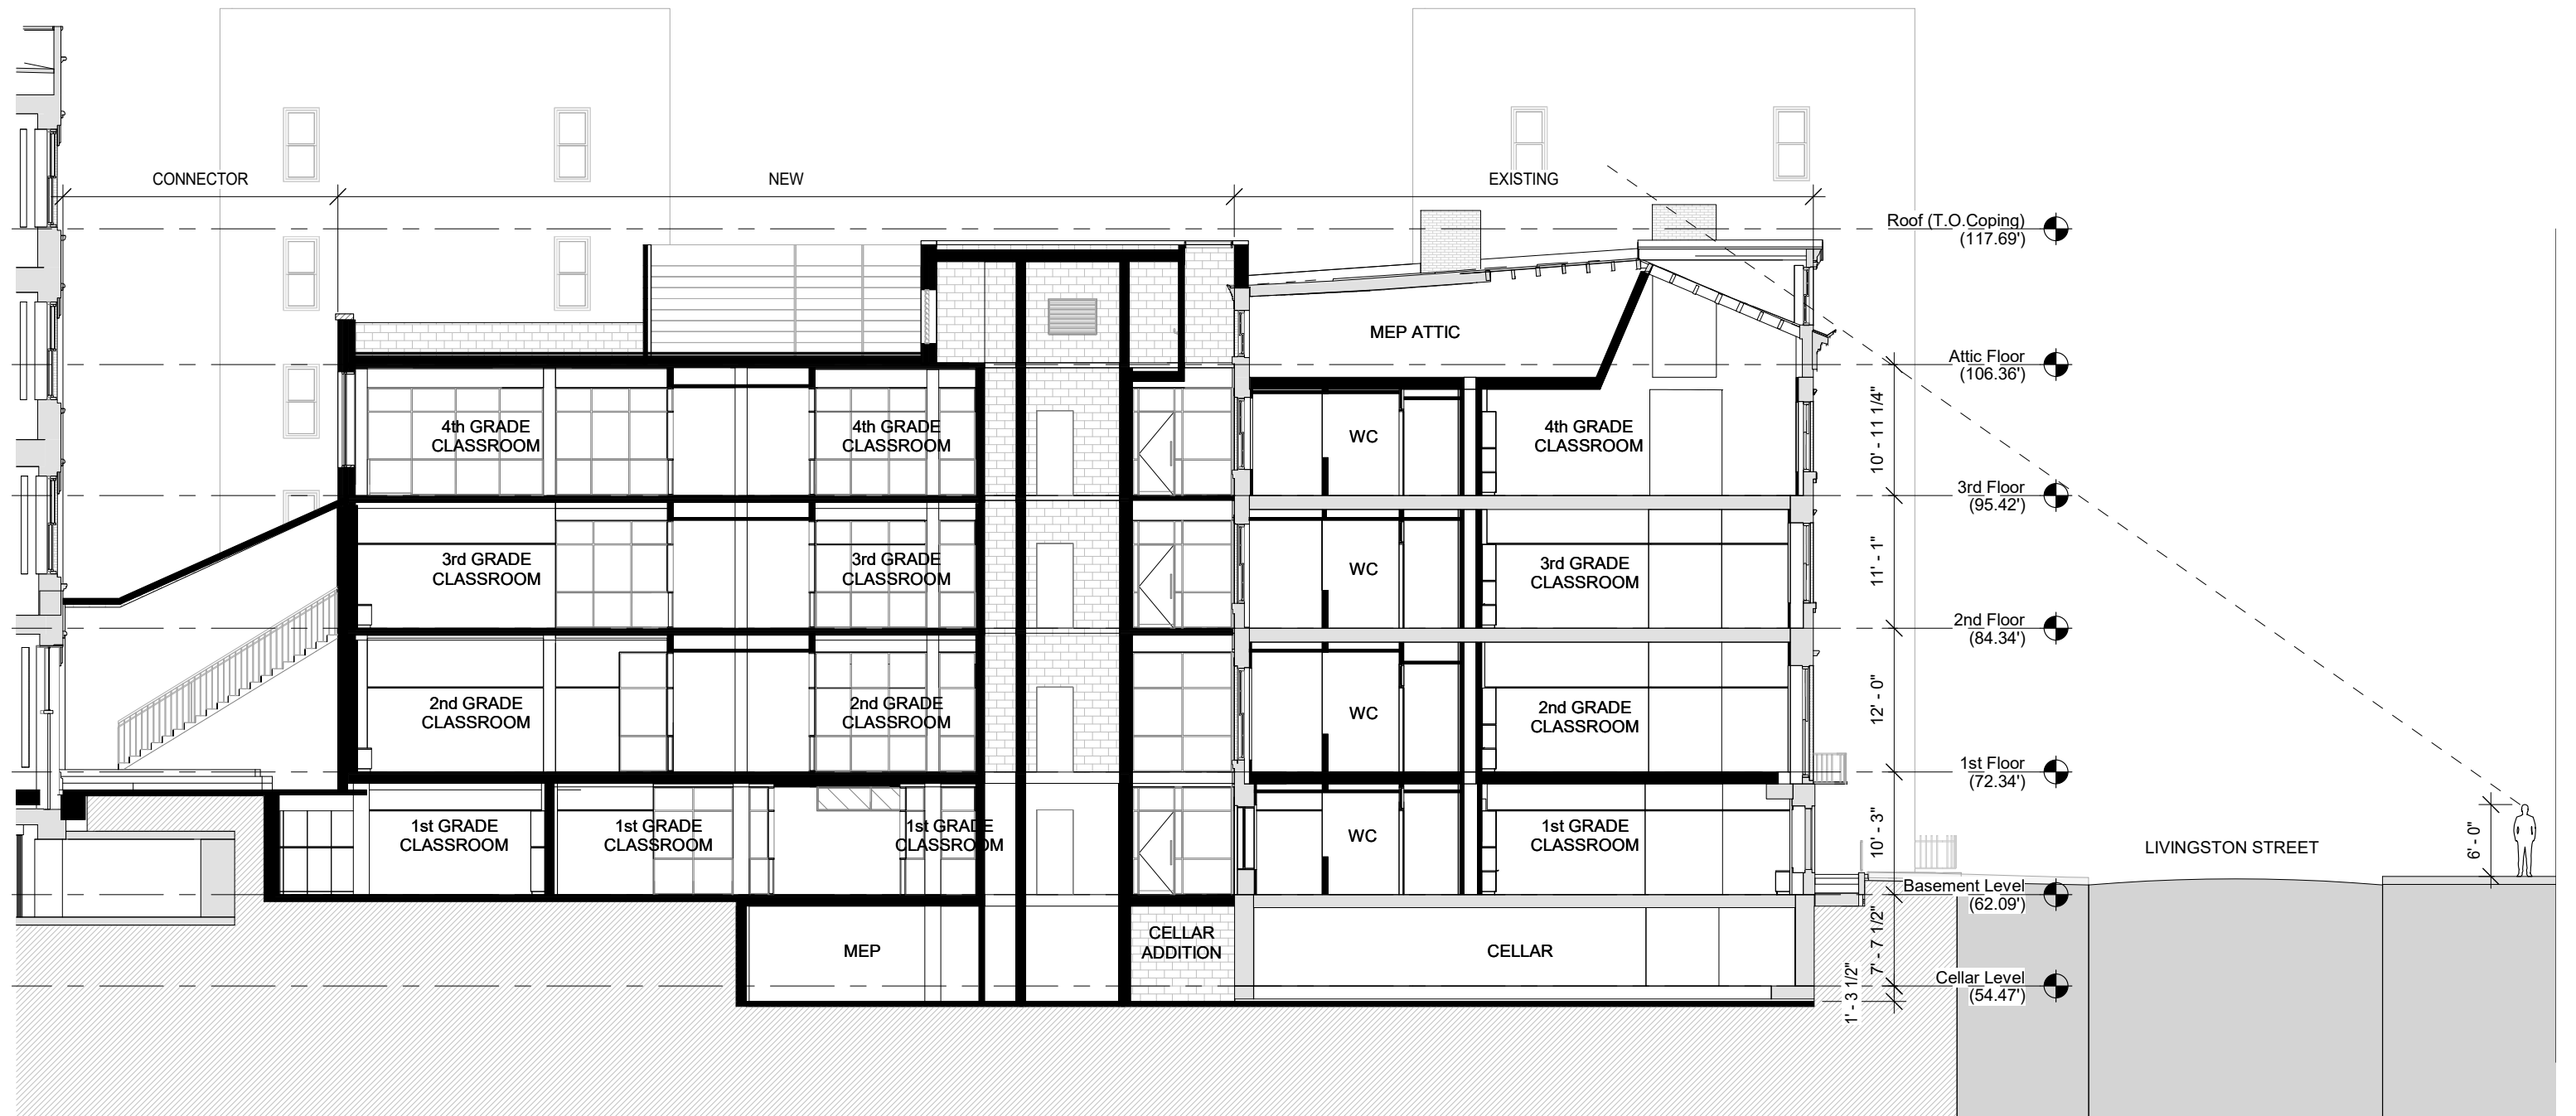 CONNECTOR
NEW
EXISTING
Roof (T.O.Coping)
(117.69')
MEP ATTIC
Attic Floor
(106.36')
10' - 11 1/4"
4th GRADE
CLASSROOM
4th GRADE
CLASSROOM
WC
4th GRADE
CLASSROOM
3rd Floor
(95.42')
11' - 1"
3rd GRADE
CLASSROOM
3rd GRADE
CLASSROOM
WC
3rd GRADE
CLASSROOM
2nd Floor
(84.34')
12' - 0"
2nd GRADE
CLASSROOM
2nd GRADE
CLASSROOM
WC
2nd GRADE
CLASSROOM
1st Floor
(72.34')
10' - 3"
1st GRADE
CLASSROOM
1st GRADE
CLASSROOM
1st GRADE
CLASSROOM
WC
1st GRADE
CLASSROOM
6' - 0"
LIVINGSTON STREET
Basement Level
(62.09')
7' - 7 1/2"
MEP
CELLAR
ADDITION
CELLAR
Cellar Level
(54.47')
1' - 3 1/2"